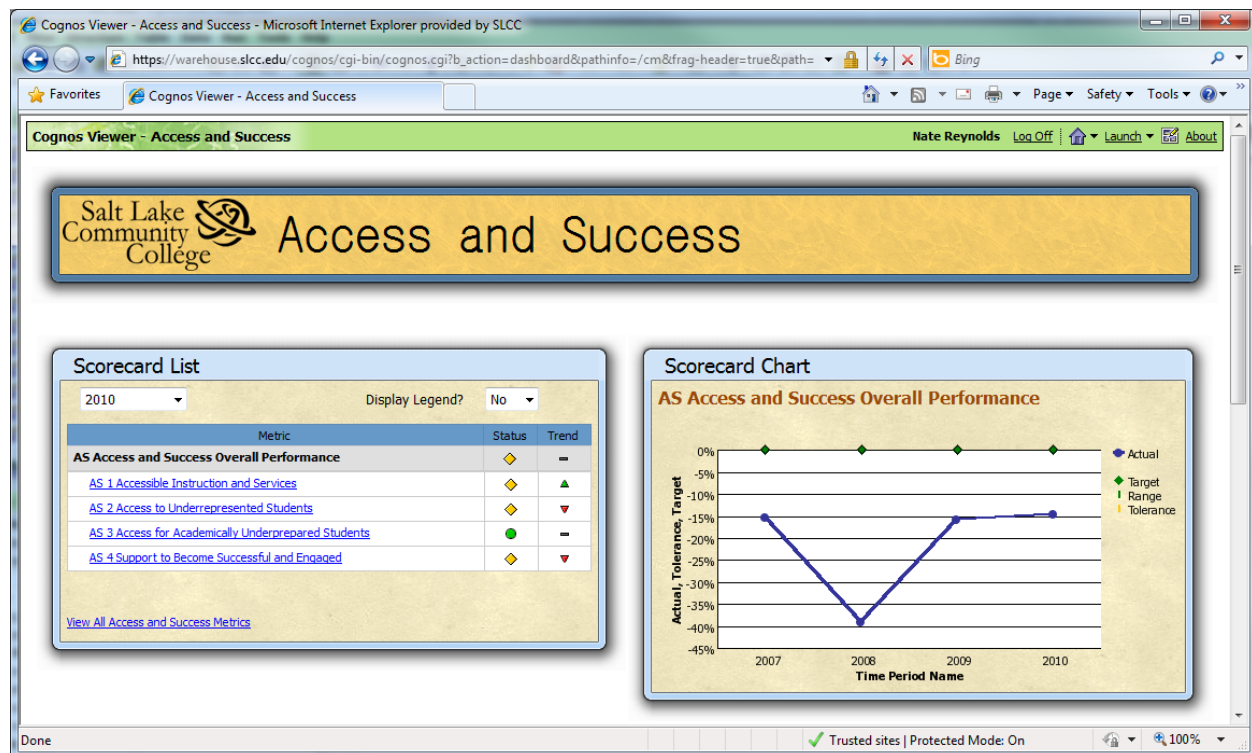 Cognos Viewer - Access and Success - Microsoft Internet Explorer provided by SLCC
https://warehouse.slcc.edu/cognos/cgi-bin/cognos.cgi?b_action=dashboard&pathinfo=/cm&frag-header=true&path=
Bing
Favorites
Cognos Viewer - Access and Success
Page Safety Tools
Cognos Viewer - Access and Success
Nate Reynolds Log Off Launch About
Salt Lake
Community
College
Access and Success
Scorecard List
2010 Display Legend? No
Metric Status Trend
AS Access and Success Overall Performance
AS 1 Accessible Instruction and Services
AS 2 Access to Underrepresented Students
AS 3 Access for Academically Underprepared Students
AS 4 Support to Become Successful and Engaged
View All Access and Success Metrics
Scorecard Chart
AS Access and Success Overall Performance
Actual, Tolerance, Target
0%
-5%
-10%
-15%
-20%
-25%
-30%
-35%
-40%
-45%
2007 2008 2009 2010
Time Period Name
Actual
Target
Range
Tolerance
Done
Trusted sites | Protected Mode: On
100%